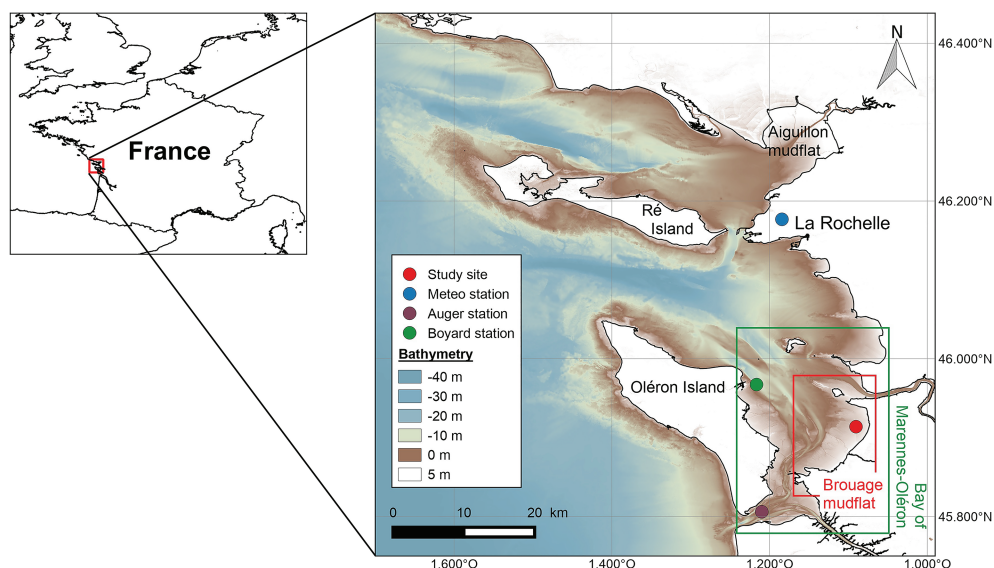 France
N
46.400°N
Aiguillon
mudflat
46.200°N
Ré
Island
La Rochelle
Study site
Meteo station
Auger station
Boyard station
Bathymetry
-40 m
-30 m
-20 m
-10 m
0 m
5 m
46.000°N
Oléron Island
Bay of
Marennes-Oléron
Brouage
mudflat
0 10 20 km
45.800°N
1.600°O 1.400°O 1.200°O 1.000°O